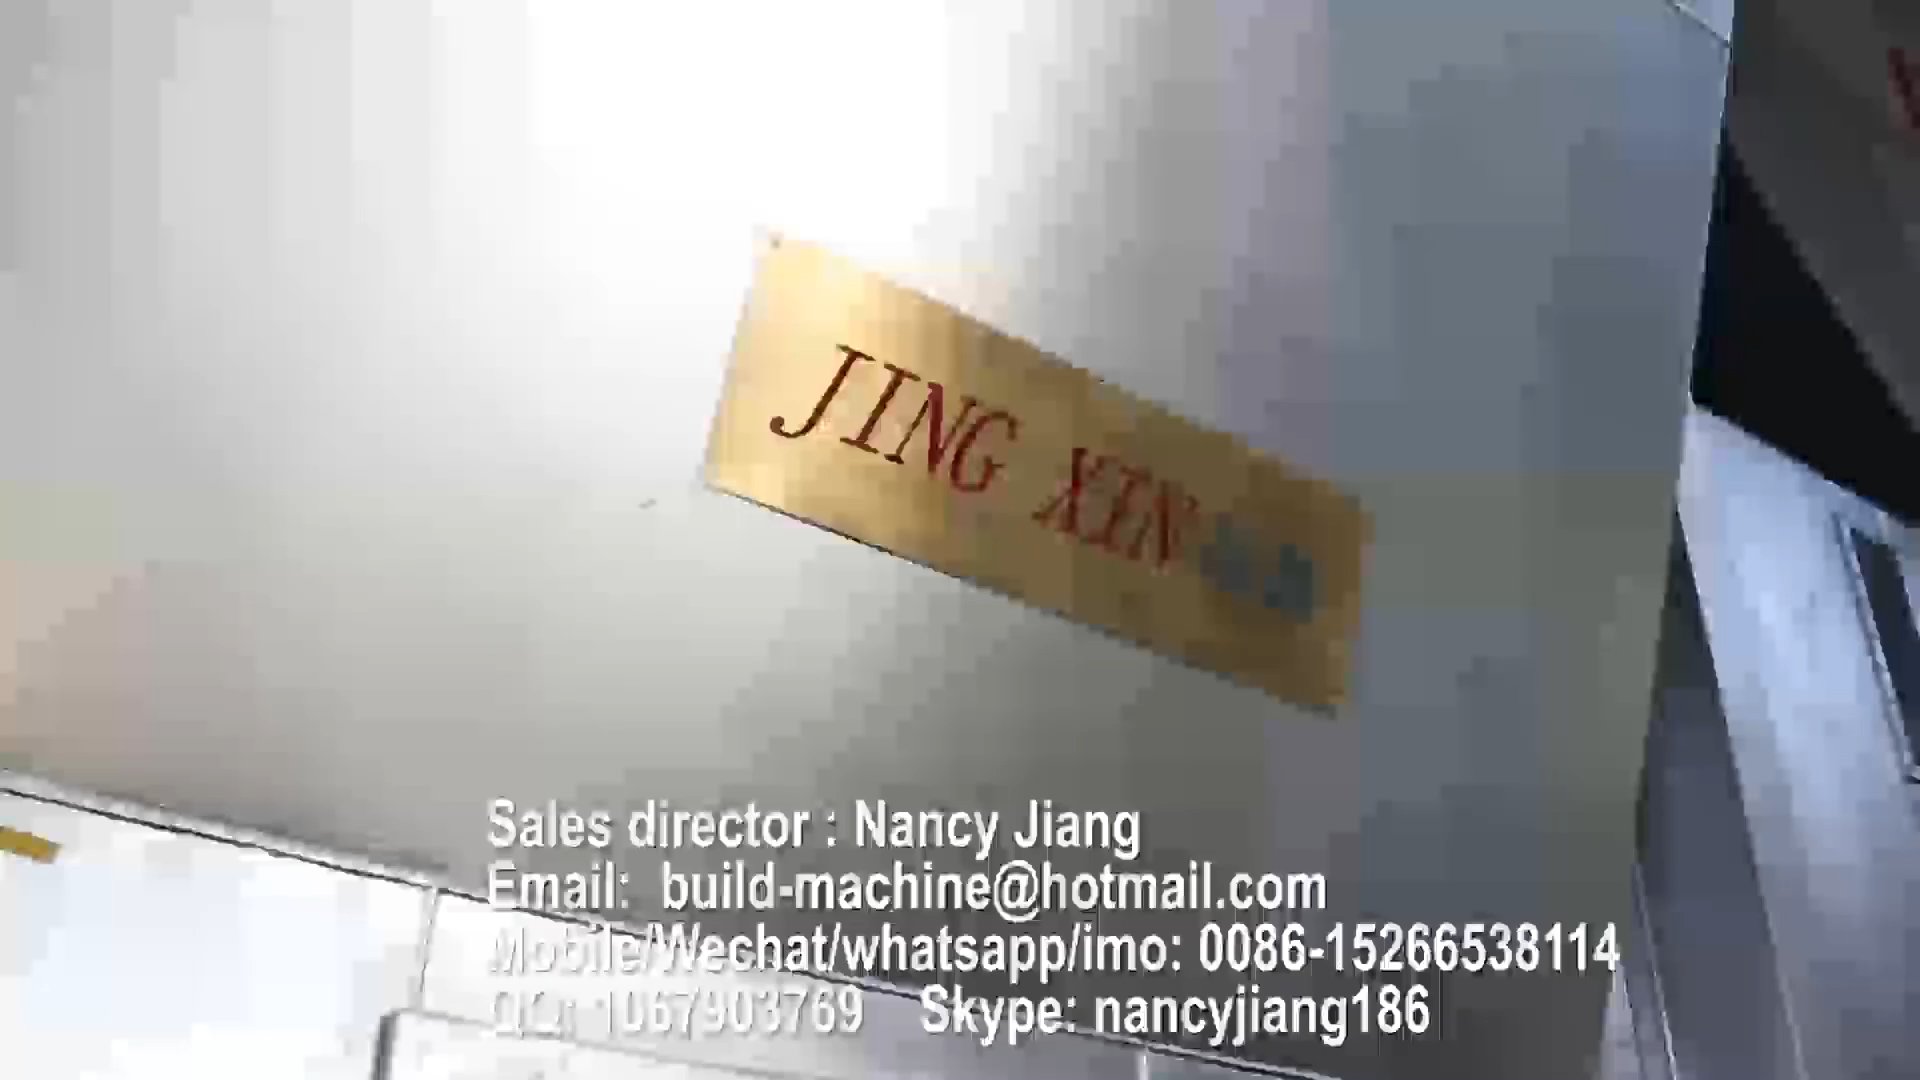 JING XIN
Sales director : Nancy Jiang
Email: build-machine@hotmail.com
Mobile/Wechat/whatsapp/imo: 0086-15266538114
QQ: 1067903769 Skype: nancyjiang186